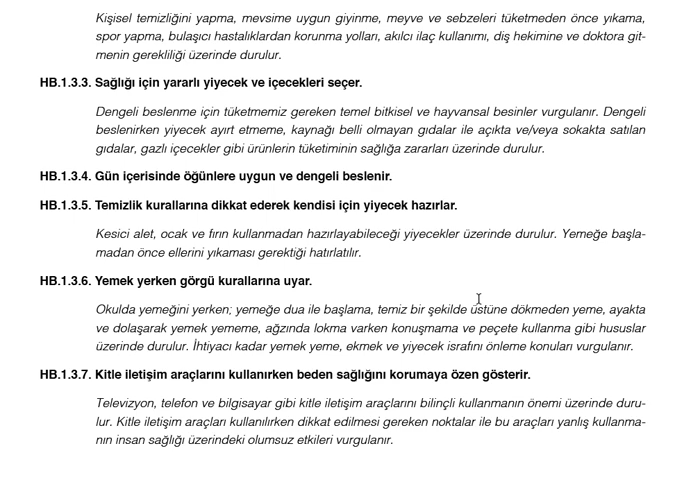 Kişisel temizliğini yapma, mevsime uygun giyinme, meyve ve sebzeleri tüketmeden önce yıkama,
spor yapma, bulaşıcı hastalıklardan korunma yolları, akılcı ilaç kullanımı, diş hekimine ve doktora git-
menin gerekliliği üzerinde durulur.
HB.1.3.3. Sağlığı için yararlı yiyecek ve içecekleri seçer.
Dengeli beslenme için tüketmemiz gereken temel bitkisel ve hayvansal besinler vurgulanır. Dengeli
beslenirken yiyecek ayırt etmeme, kaynağı belli olmayan gıdalar ile açıkta ve/veya sokakta satılan
gıdalar, gazlı içecekler gibi ürünlerin tüketiminin sağlığa zararları üzerinde durulur.
HB.1.3.4. Gün içerisinde öğünlere uygun ve dengeli beslenir.
HB.1.3.5. Temizlik kurallarına dikkat ederek kendisi için yiyecek hazırlar.
Kesici alet, ocak ve fırın kullanmadan hazırlayabileceği yiyecekler üzerinde durulur. Yemeğe başla-
madan önce ellerini yıkaması gerektiği hatırlatılır.
HB.1.3.6. Yemek yerken görgü kurallarına uyar.
Okulda yemeğini yerken; yemeğe dua ile başlama, temiz bir şekilde üstüne dökmeden yeme, ayakta
ve dolaşarak yemek yememe, ağzında lokma varken konuşmama ve peçete kullanma gibi hususlar
üzerinde durulur. İhtiyacı kadar yemek yeme, ekmek ve yiyecek israfını önleme konuları vurgulanır.
HB.1.3.7. Kitle iletişim araçlarını kullanırken beden sağlığını korumaya özen gösterir.
Televizyon, telefon ve bilgisayar gibi kitle iletişim araçlarını bilinçli kullanmanın önemi üzerinde duru-
lur. Kitle iletişim araçları kullanılırken dikkat edilmesi gereken noktalar ile bu araçları yanlış kullanma-
nın insan sağlığı üzerindeki olumsuz etkileri vurgulanır.